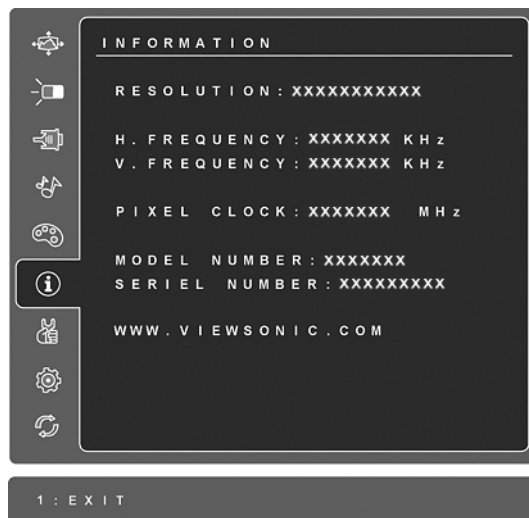 INFORMATION
RESOLUTION: XXXXXXXXXXX
H. FREQUENCY: XXXXXXX KHz
V. FREQUENCY: XXXXXXX KHz
PIXEL CLOCK: XXXXXXX MHz
MODEL NUMBER: XXXXXXX
SERIEL NUMBER: XXXXXXXXX
WWW.VIEWSONIC.COM
1:EXIT